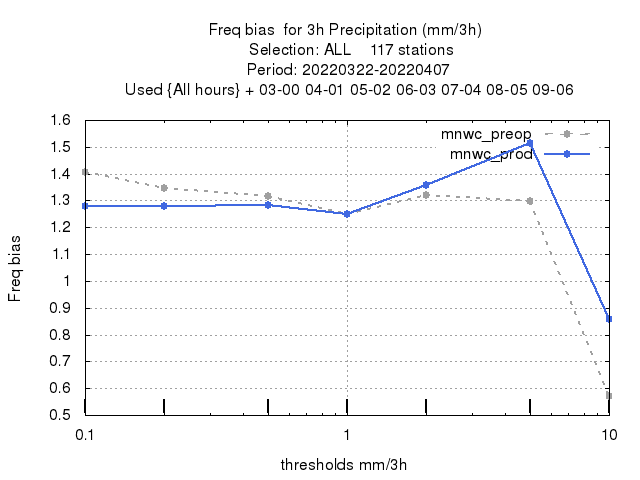 Freq bias  for 3h Precipitation (mm/3h)
Selection: ALL    117 stations
Period: 20220322-20220407
Used {All hours} + 03-00 04-01 05-02 06-03 07-04 08-05 09-06
mnwc_preop
mnwc_prod
1.6
1.5
1.4
1.3
1.2
1.1
1
0.9
0.8
0.7
0.6
0.5
Freq bias
0.1 1 10
thresholds mm/3h